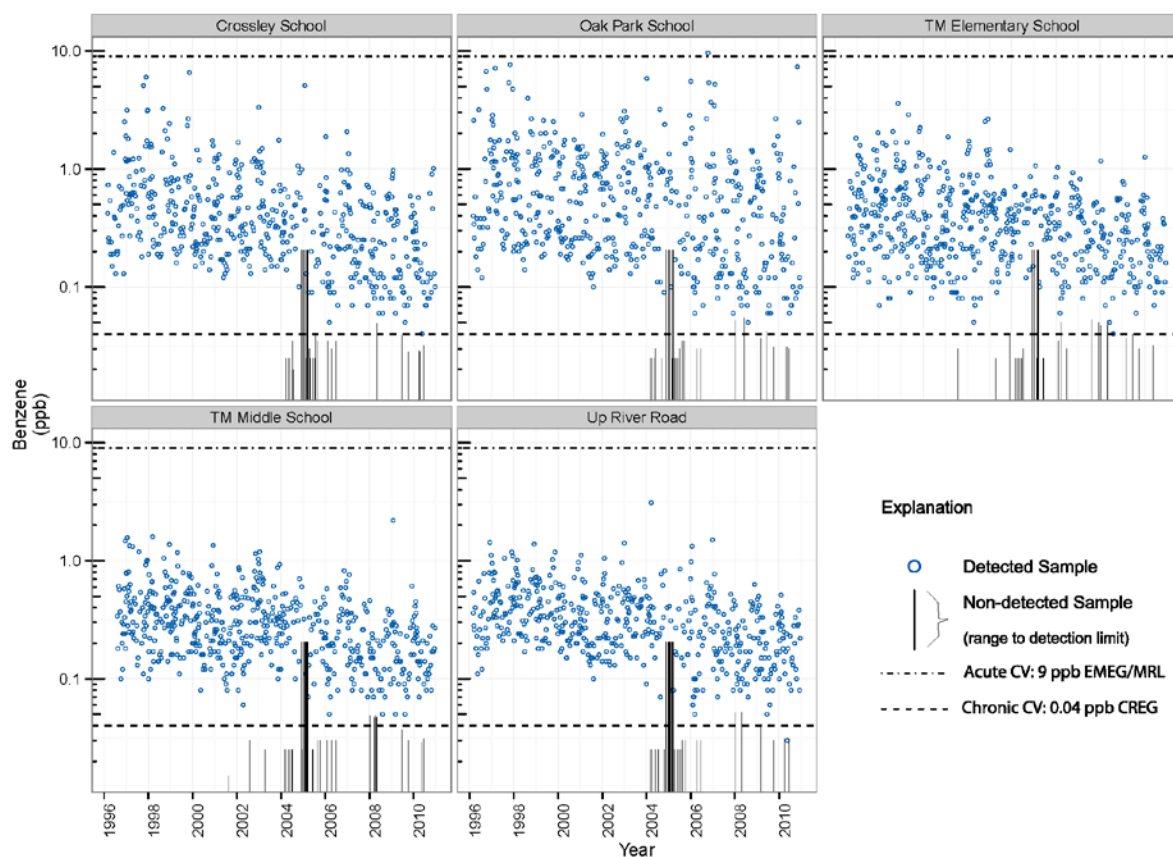 Crossley School
Oak Park School
TM Elementary School
10.0
1.0
0.1
Benzene
(ppb)
TM Middle School
Up River Road
10.0
1.0
0.1
1996
1998
2000
2002
2004
2006
2008
2010
1996
1998
2000
2002
2004
2006
2008
2010
Year
Explanation
Detected Sample
Non-detected Sample
(range to detection limit)
Acute CV: 9 ppb EMEG/MRL
Chronic CV: 0.04 ppb CREG